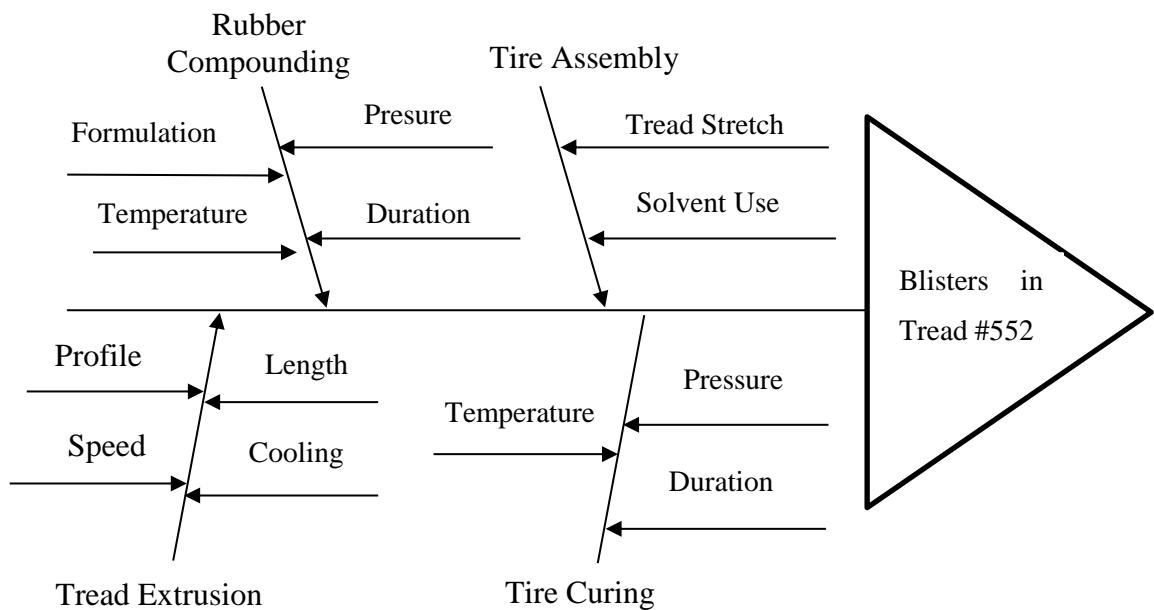 Rubber
Compounding
Tire Assembly
Formulation
Presure
Tread Stretch
Temperature
Duration
Solvent Use
Blisters in
Tread #552
Profile
Length
Pressure
Temperature
Speed
Cooling
Duration
Tread Extrusion
Tire Curing